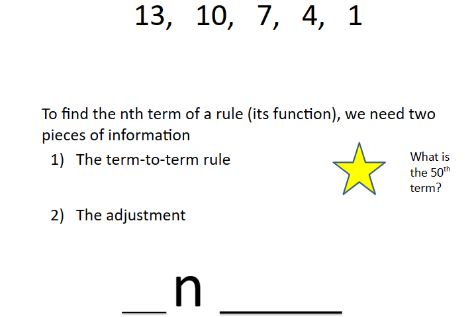 13, 10, 7, 4, 1
To find the nth term of a rule (its function), we need two
pieces of information
1) The term-to-term rule
What is
the 50th
term?
2) The adjustment
__n ______